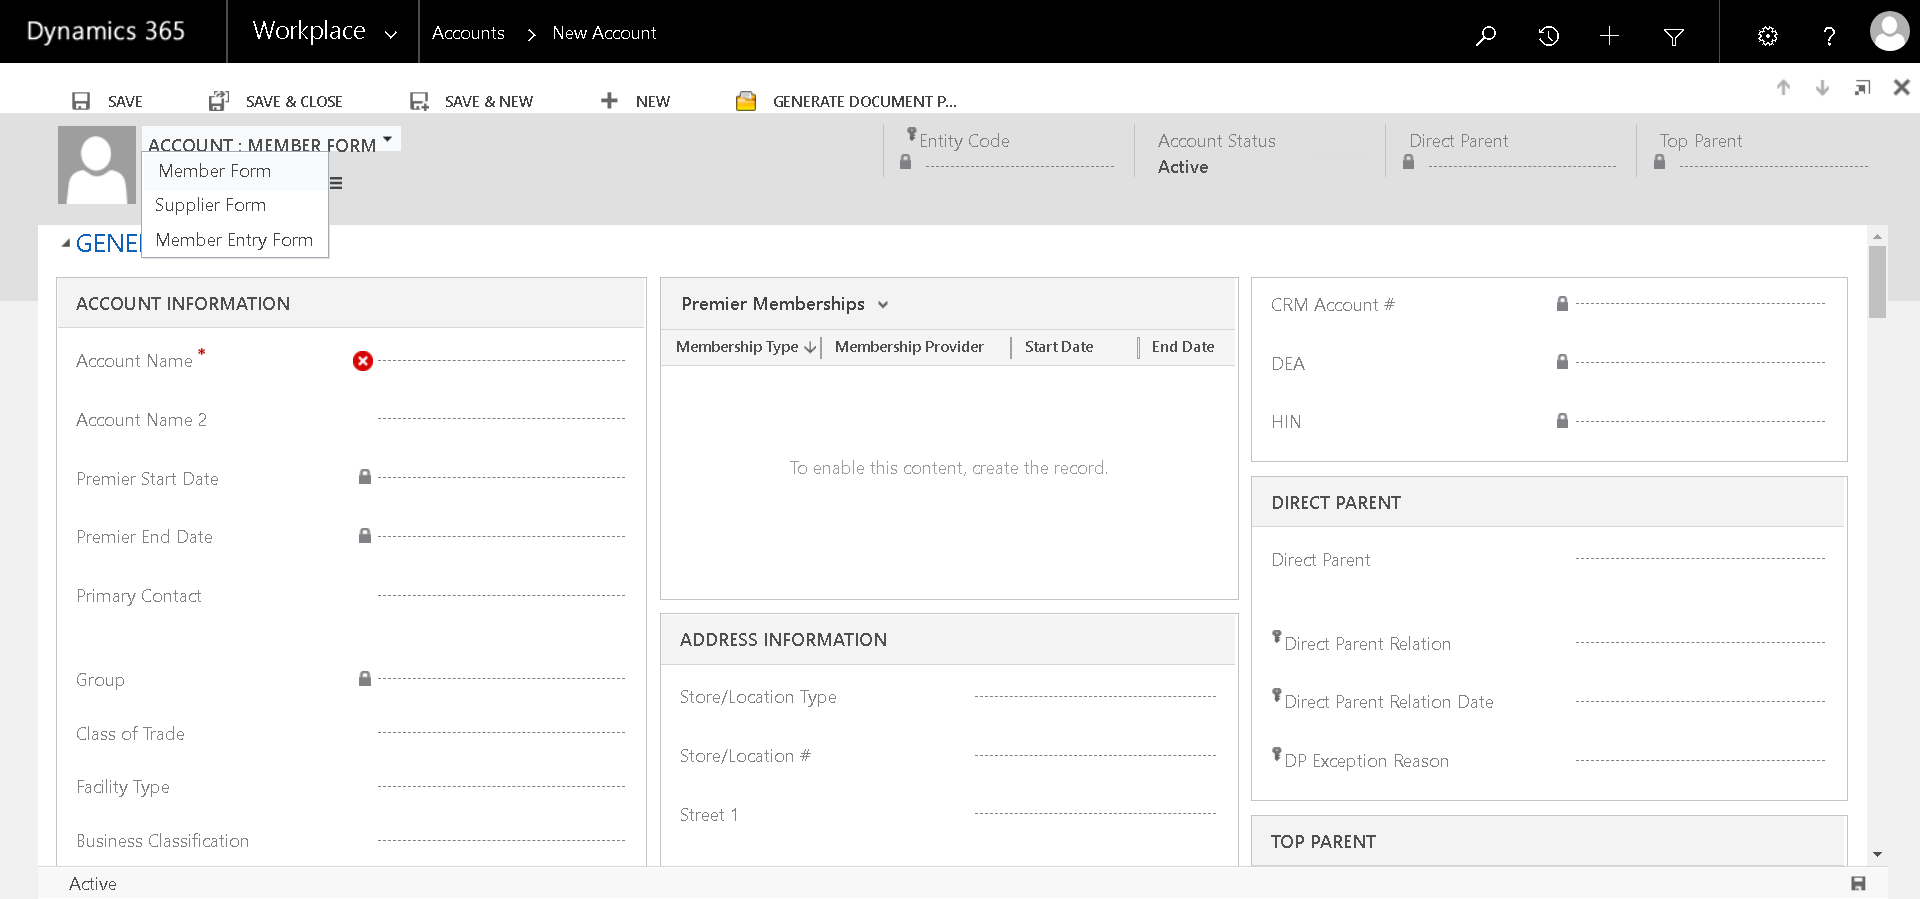 Dynamics 365
Workplace
Accounts
New Account
SAVE
SAVE & CLOSE
SAVE & NEW
NEW
GENERATE DOCUMENT P...
ACCOUNT : MEMBER FORM
Member Form
Supplier Form
Member Entry Form
Entity Code
Account Status
Active
Direct Parent
Top Parent
ACCOUNT INFORMATION
Account Name *
Account Name 2
Premier Start Date
Premier End Date
Primary Contact
Group
Class of Trade
Facility Type
Business Classification
Premier Memberships
Membership Type Membership Provider Start Date End Date
To enable this content, create the record.
ADDRESS INFORMATION
Store/Location Type
Store/Location #
Street 1
CRM Account #
DEA
HIN
DIRECT PARENT
Direct Parent
Direct Parent Relation
Direct Parent Relation Date
DP Exception Reason
TOP PARENT
Active